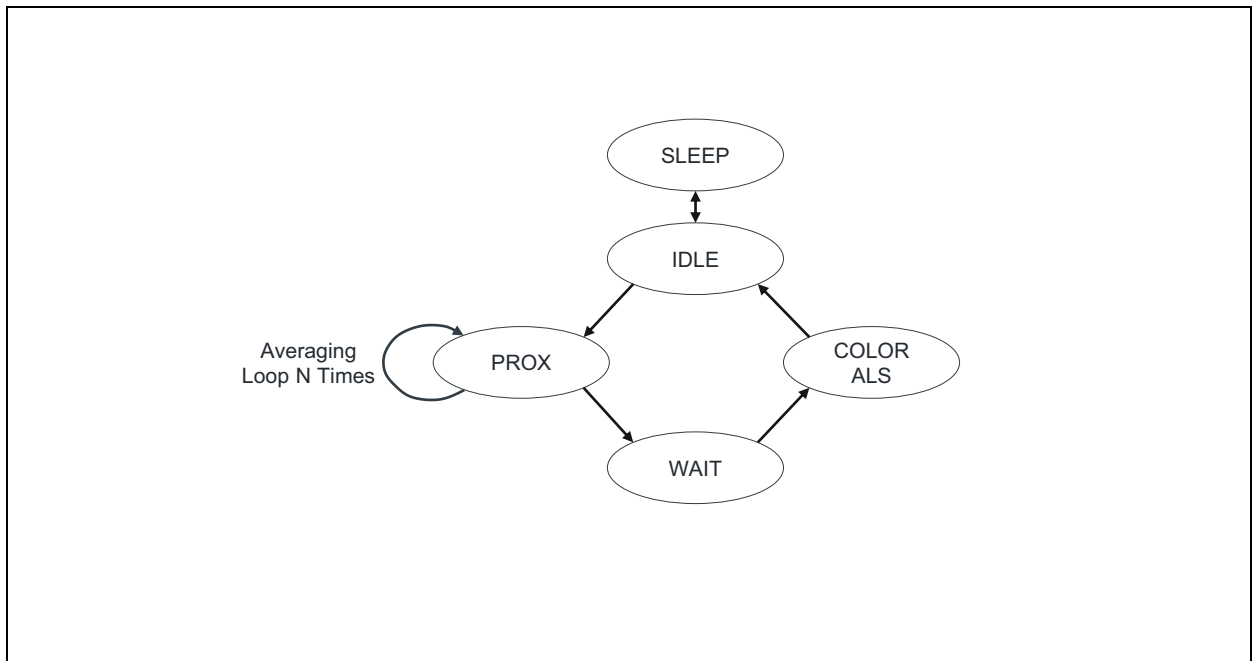 SLEEP
IDLE
Averaging
Loop N Times
PROX
COLOR
ALS
WAIT